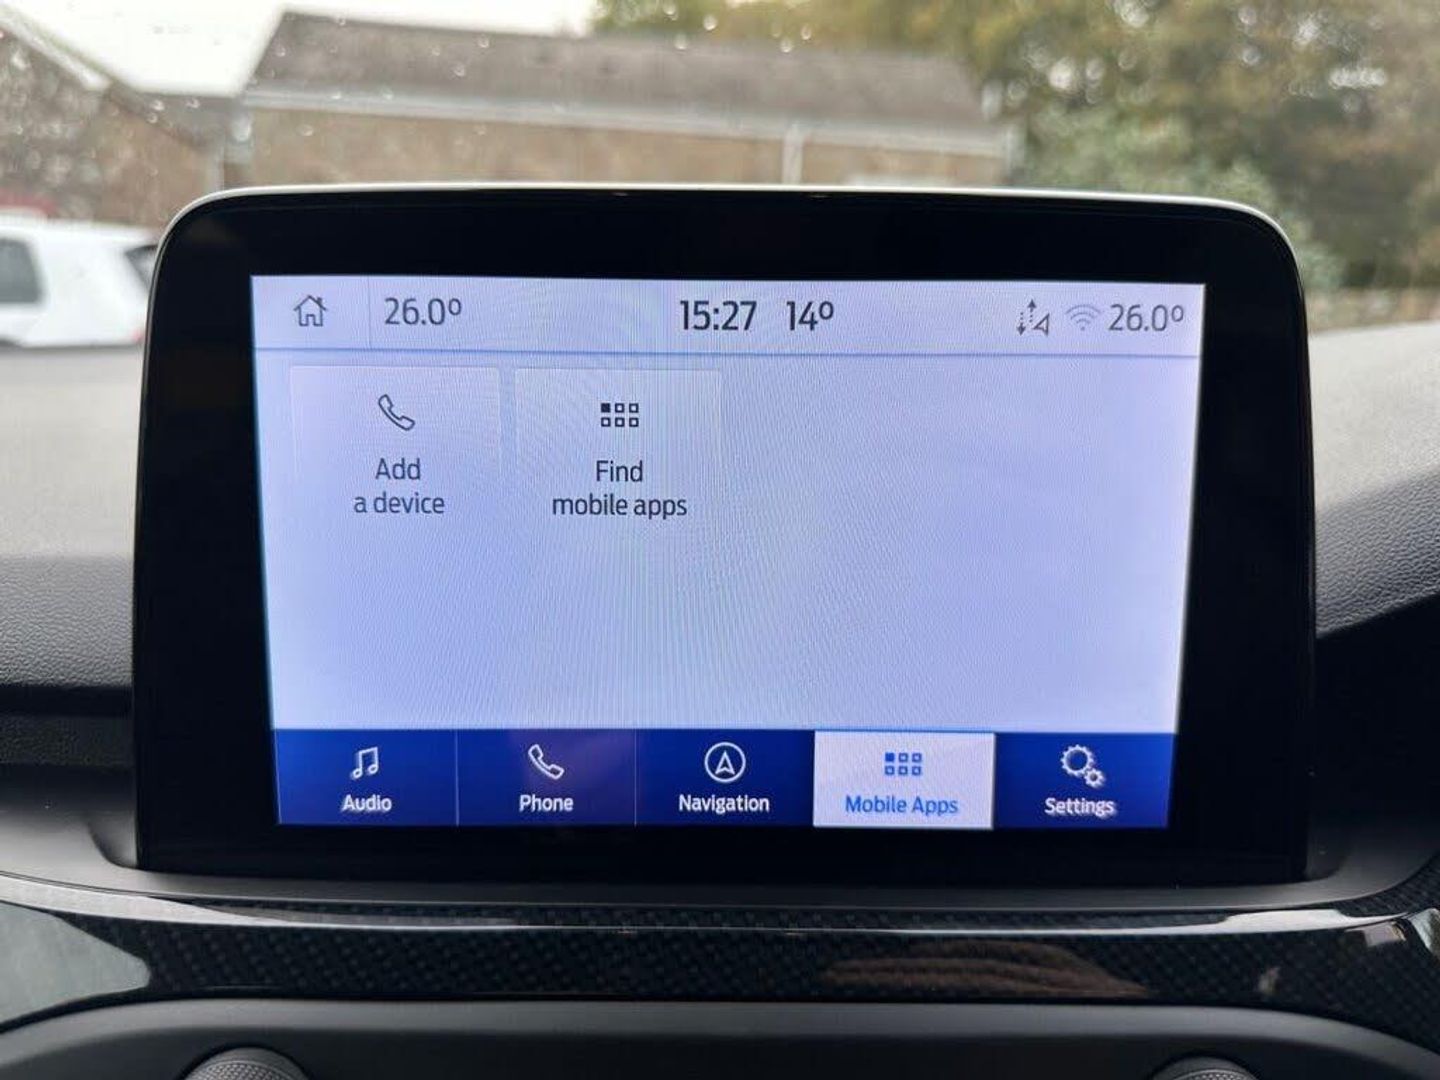 26.0° 15:27 14° 26.0°
Add
a device
Find
mobile apps
Audio Phone Navigation Mobile Apps Settings